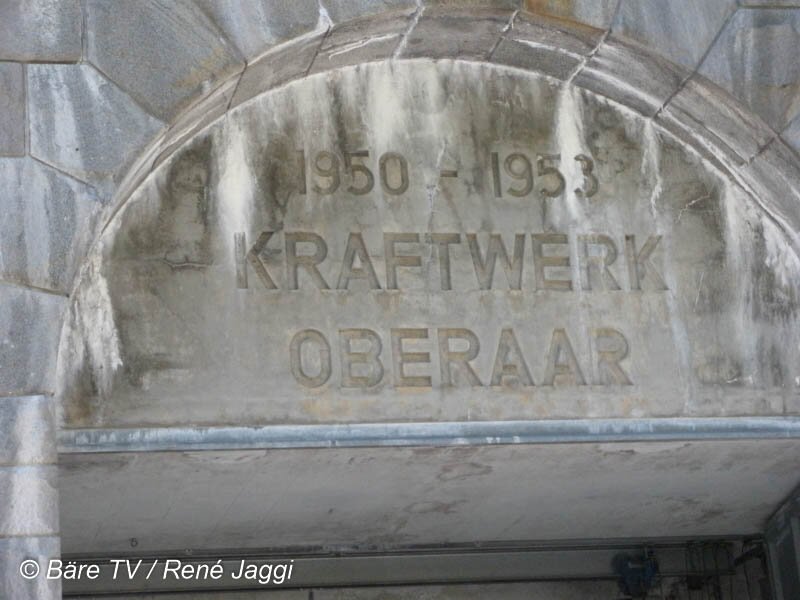 1950 - 1953
KRAFTWERK
OBERAAR
© Bäre TV / René Jaggi